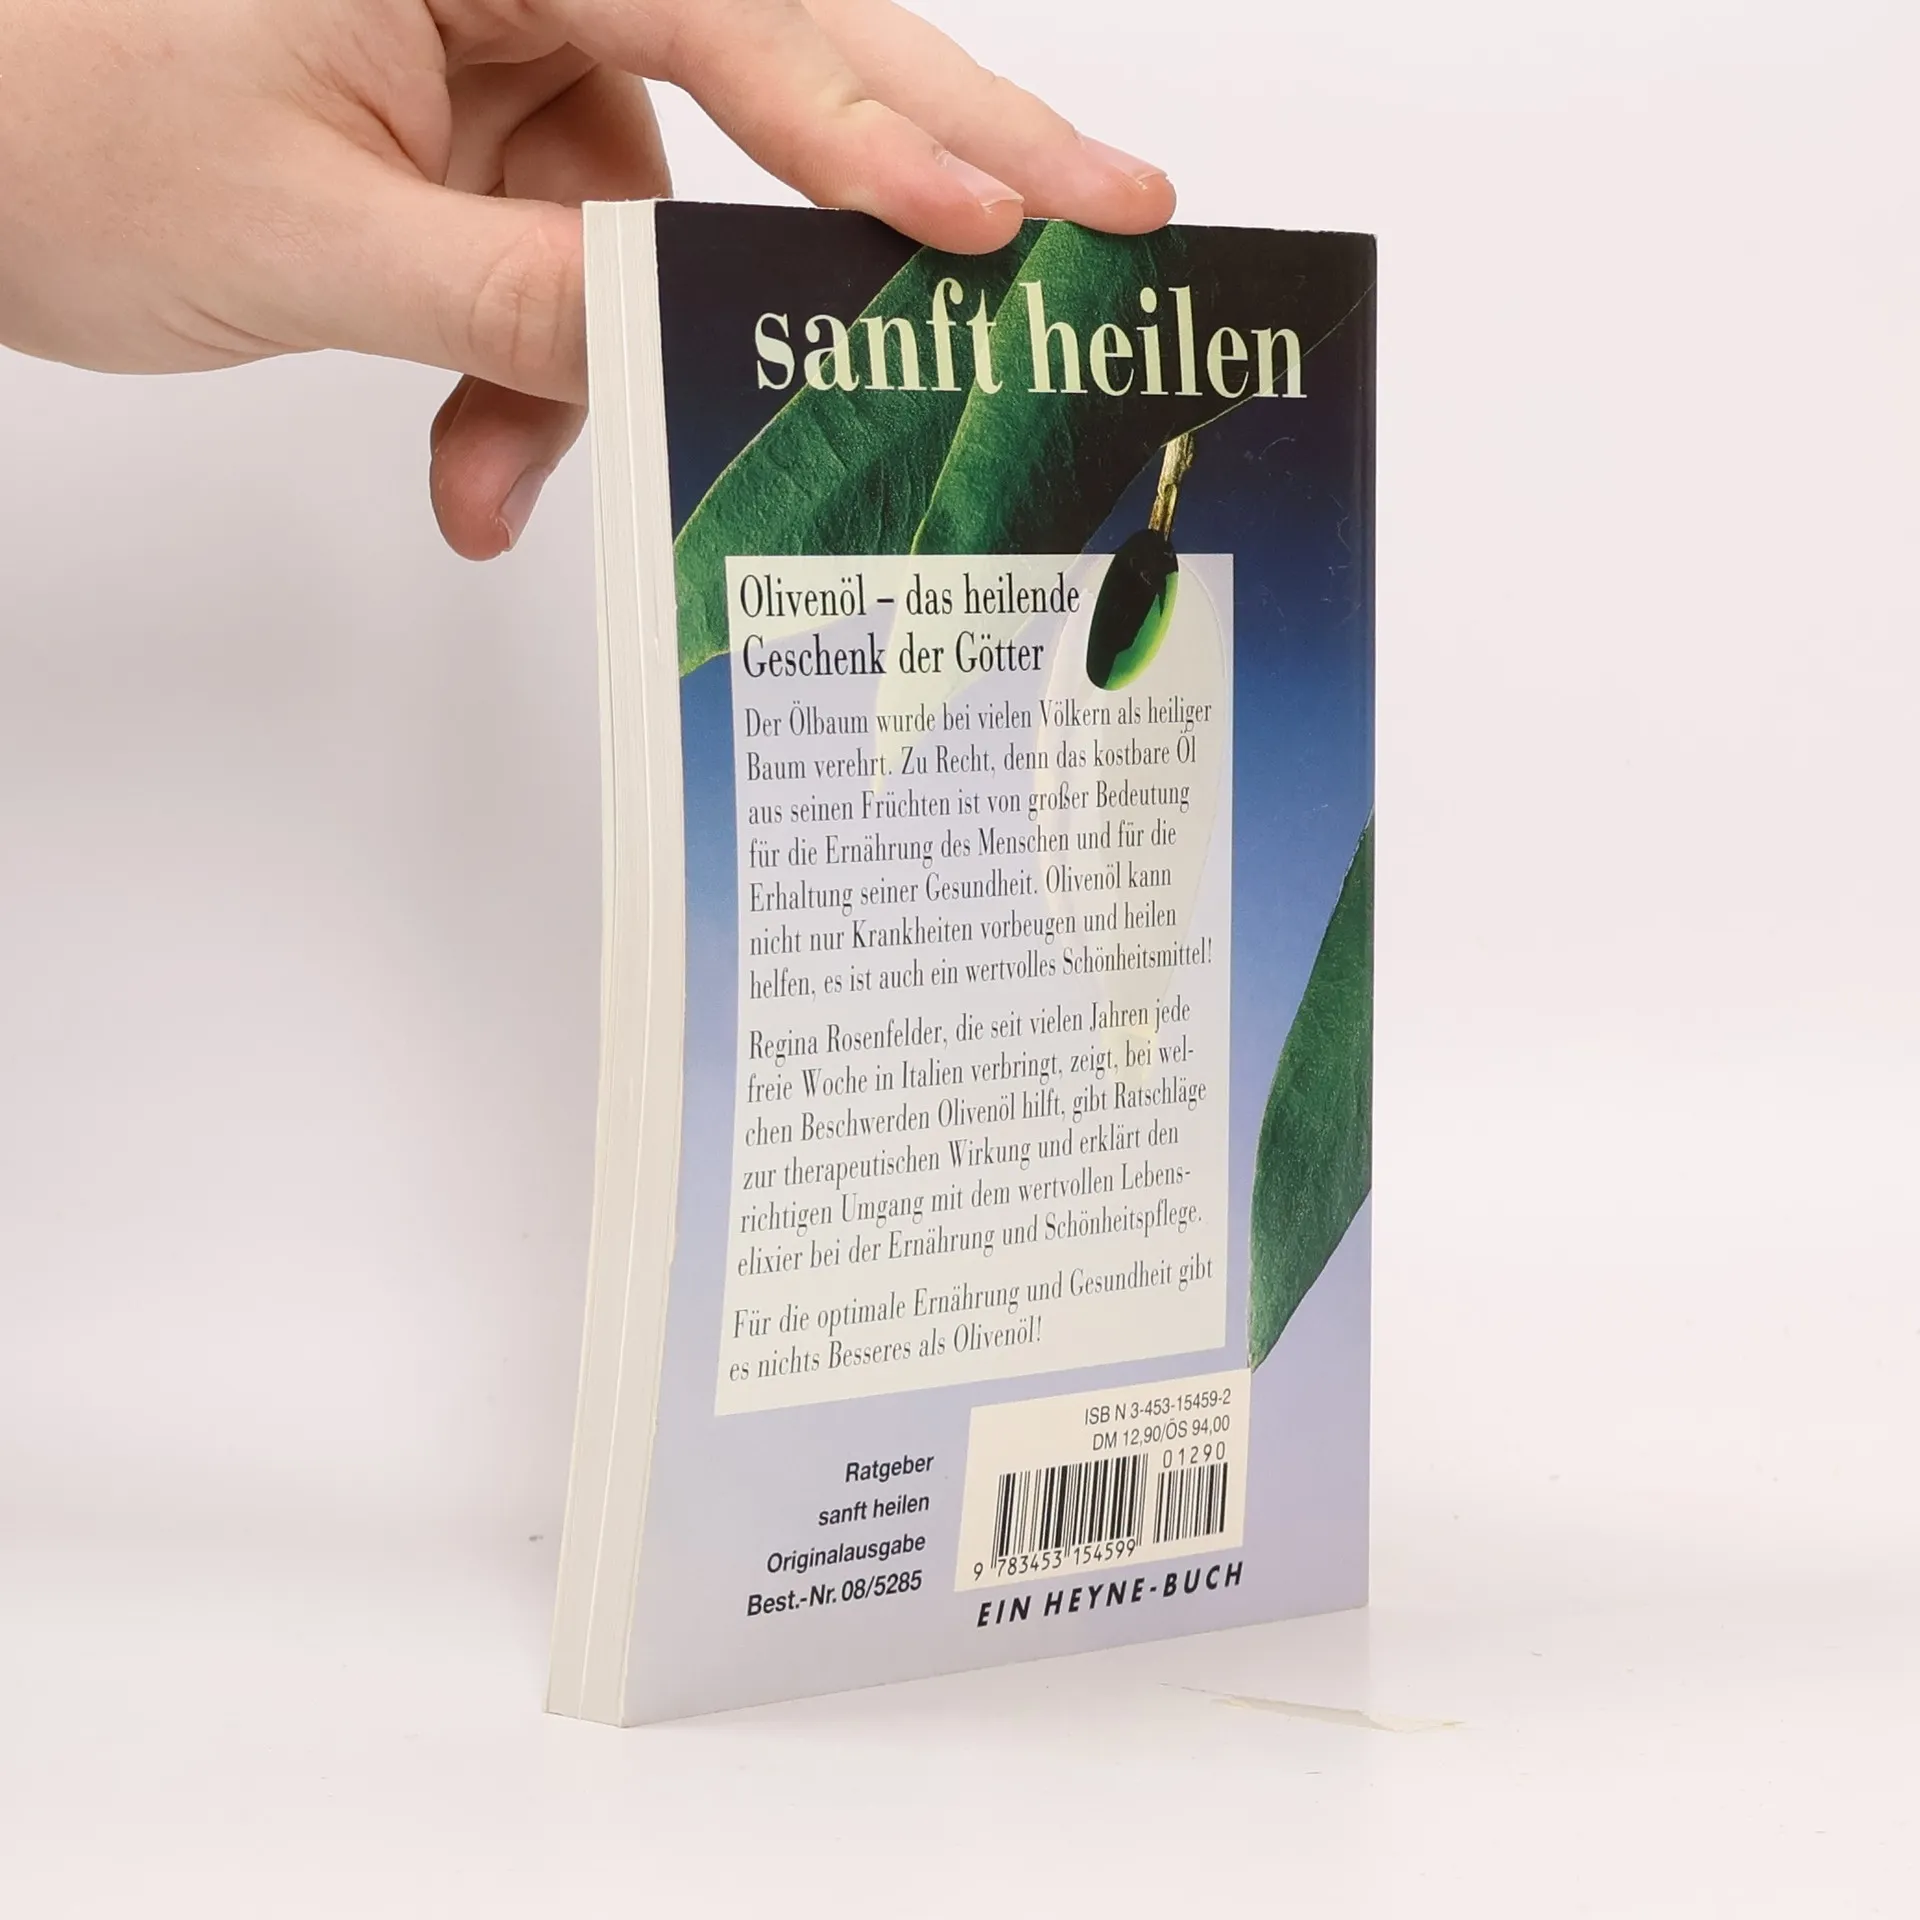 sanft heilen
Olivenöl – das heilende
Geschenk der Götter
Der Ölbaum wurde bei vielen Völkern als heiliger
Baum verehrt. Zu Recht, denn das kostbare Öl
aus seinen Früchten ist von großer Bedeutung
für die Ernährung des Menschen und für die
Erhaltung seiner Gesundheit. Olivenöl kann
nicht nur Krankheiten vorbeugen und heilen
helfen, es ist auch ein wertvolles Schönheitsmittel!
Regina Rosenfelder, die seit vielen Jahren jede
freie Woche in Italien verbringt, zeigt, bei wel-
chen Beschwerden Olivenöl hilft, gibt Ratschläge
zur therapeutischen Wirkung und erklärt den
richtigen Umgang mit dem wertvollen Lebens-
elixier bei der Ernährung und Schönheitspflege.
Für die optimale Ernährung und Gesundheit gibt
es nichts Besseres als Olivenöl!
Ratgeber
sanft heilen
Originalausgabe
Best.-Nr. 08/5285
ISBN 3-453-15459-2
DM 12,90/ÖS 94,00
01290
9 783453 154599
EIN HEYNE-BUCH